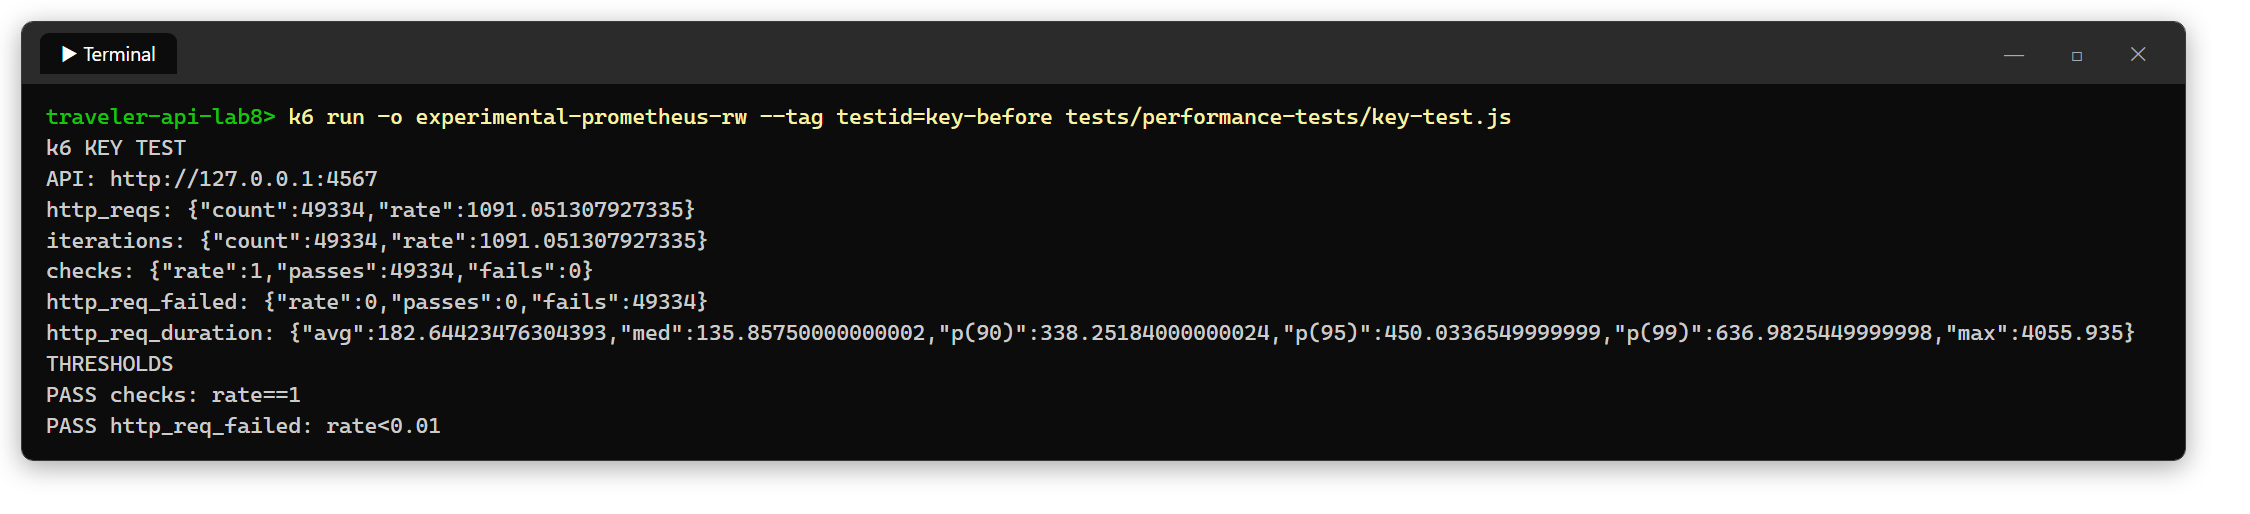 ▶ Terminal
traveler-api-lab8> k6 run -o experimental-prometheus-rw --tag testid=key-before tests/performance-tests/key-test.js
k6 KEY TEST
API: http://127.0.0.1:4567
http_reqs: {"count":49334,"rate":1091.051307927335}
iterations: {"count":49334,"rate":1091.051307927335}
checks: {"rate":1,"passes":49334,"fails":0}
http_req_failed: {"rate":0,"passes":0,"fails":49334}
http_req_duration: {"avg":182.64423476304393,"med":135.85750000000002,"p(90)":338.25184000000024,"p(95)":450.0336549999999,"p(99)":636.9825449999998,"max":4055.935}
THRESHOLDS
PASS checks: rate==1
PASS http_req_failed: rate<0.01